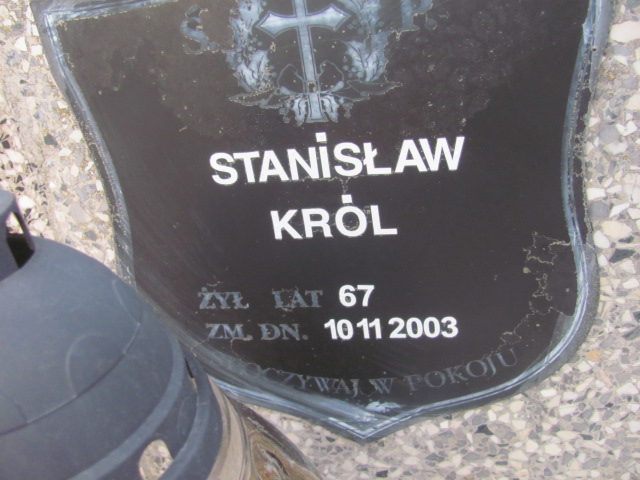 Ś. P.
STANiSŁAW
KRÓL
ŻYŁ LAT 67
ZM. DN. 10 11 2003
SPOCZYWAJ W POKOJU